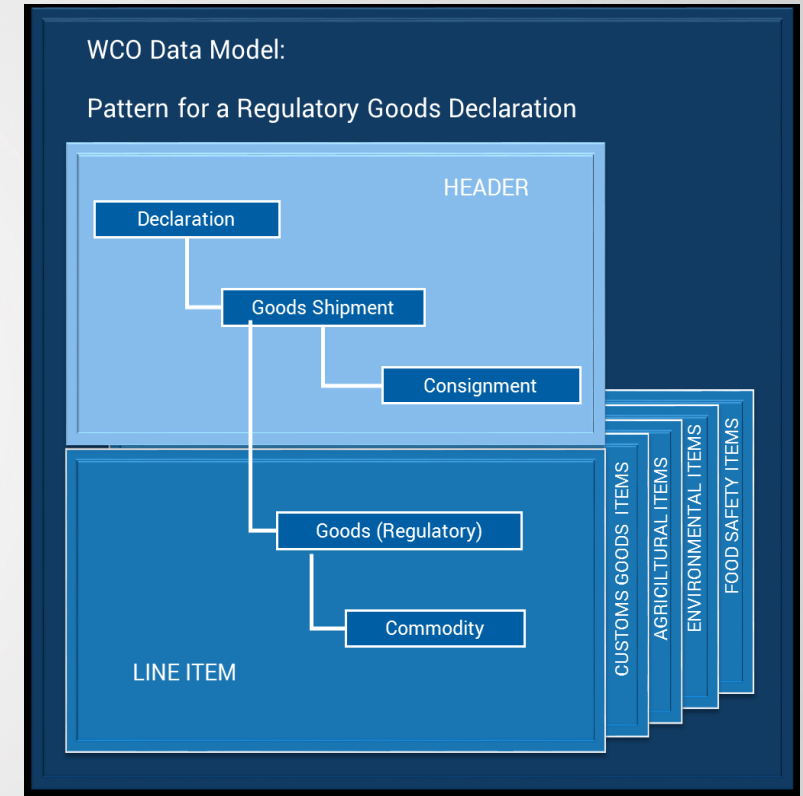 WCO Data Model:
Pattern for a Regulatory Goods Declaration
HEADER
Declaration
Goods Shipment
Consignment
Goods (Regulatory)
Commodity
LINE ITEM
CUSTOMS GOODS ITEMS
AGRICILTURAL ITEMS
ENVIRONMENTAL ITEMS
FOOD SAFETY ITEMS